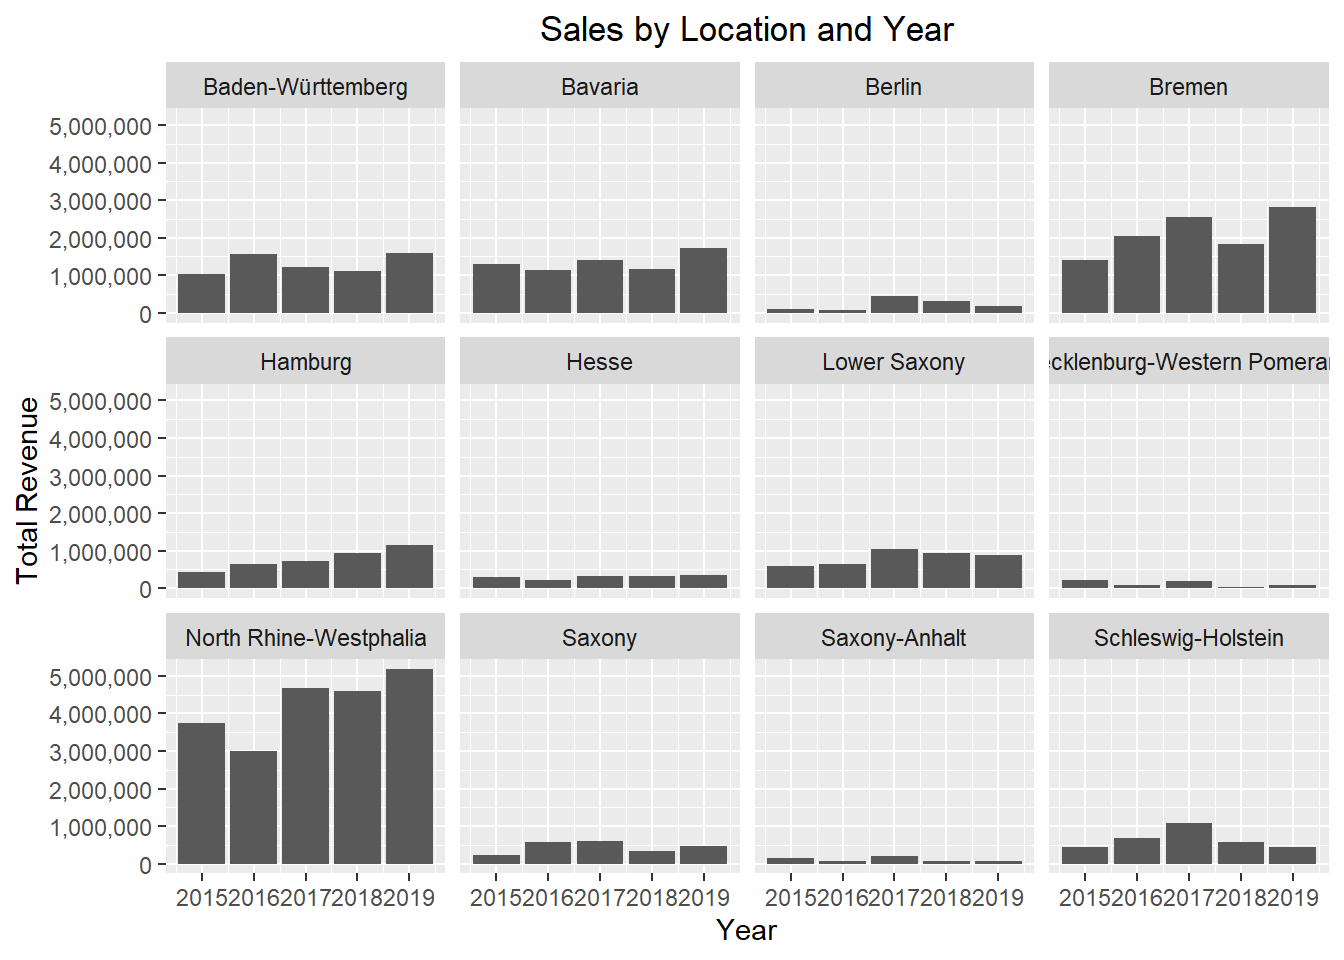 Sales by Location and Year
Baden-Württemberg Bavaria Berlin Bremen
5,000,000
4,000,000
3,000,000
2,000,000
1,000,000
0
Hamburg Hesse Lower Saxony ecklenburg-Western Pomeran
5,000,000
4,000,000
3,000,000
2,000,000
1,000,000
0
Total Revenue
North Rhine-Westphalia Saxony Saxony-Anhalt Schleswig-Holstein
5,000,000
4,000,000
3,000,000
2,000,000
1,000,000
0
2015 2016 2017 2018 2019 2015 2016 2017 2018 2019 2015 2016 2017 2018 2019 2015 2016 2017 2018 2019
Year